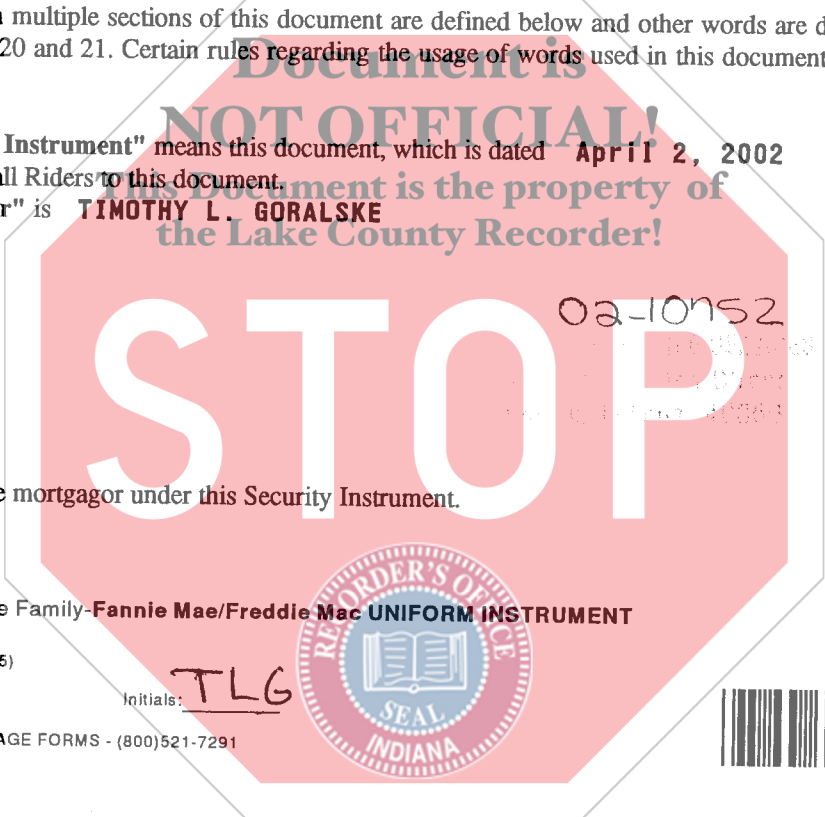 multiple sections of this document are defined below and other words are d
20 and 21. Certain rules regarding the usage of words used in this document
Document is
NOT OFFICIAL!
Instrument" means this document, which is dated April 2, 2002
ll Riders to this document.
This Document is the property of
r" is TIMOTHY L. GORALSKE
the Lake County Recorder!
02-10752
STOP
e mortgagor under this Security Instrument.
RECORDER'S OFFICE
e Family-Fannie Mae/Freddie Mac UNIFORM INSTRUMENT
5)
Initials: TLG
SEAL
INDIANA
AGE FORMS - (800)521-7291